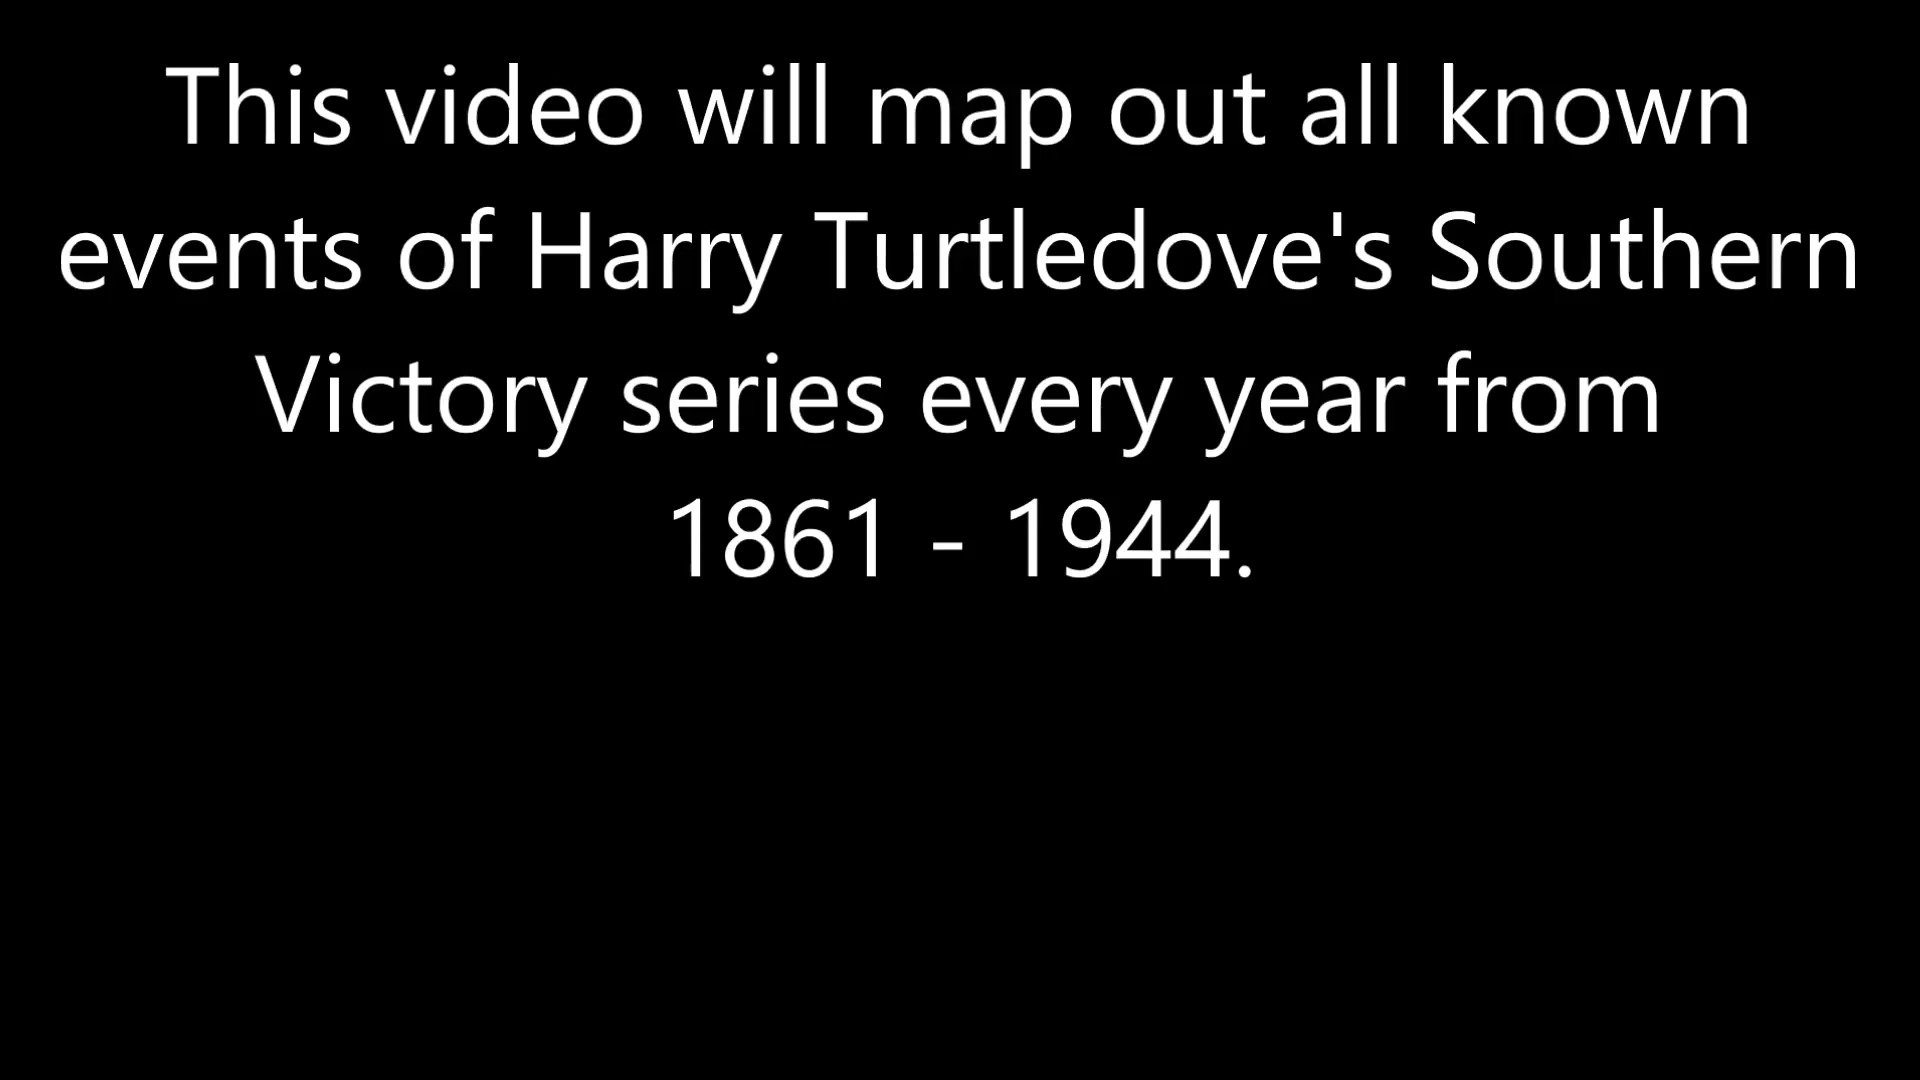 This video will map out all known
events of Harry Turtledove's Southern
Victory series every year from
1861 - 1944.